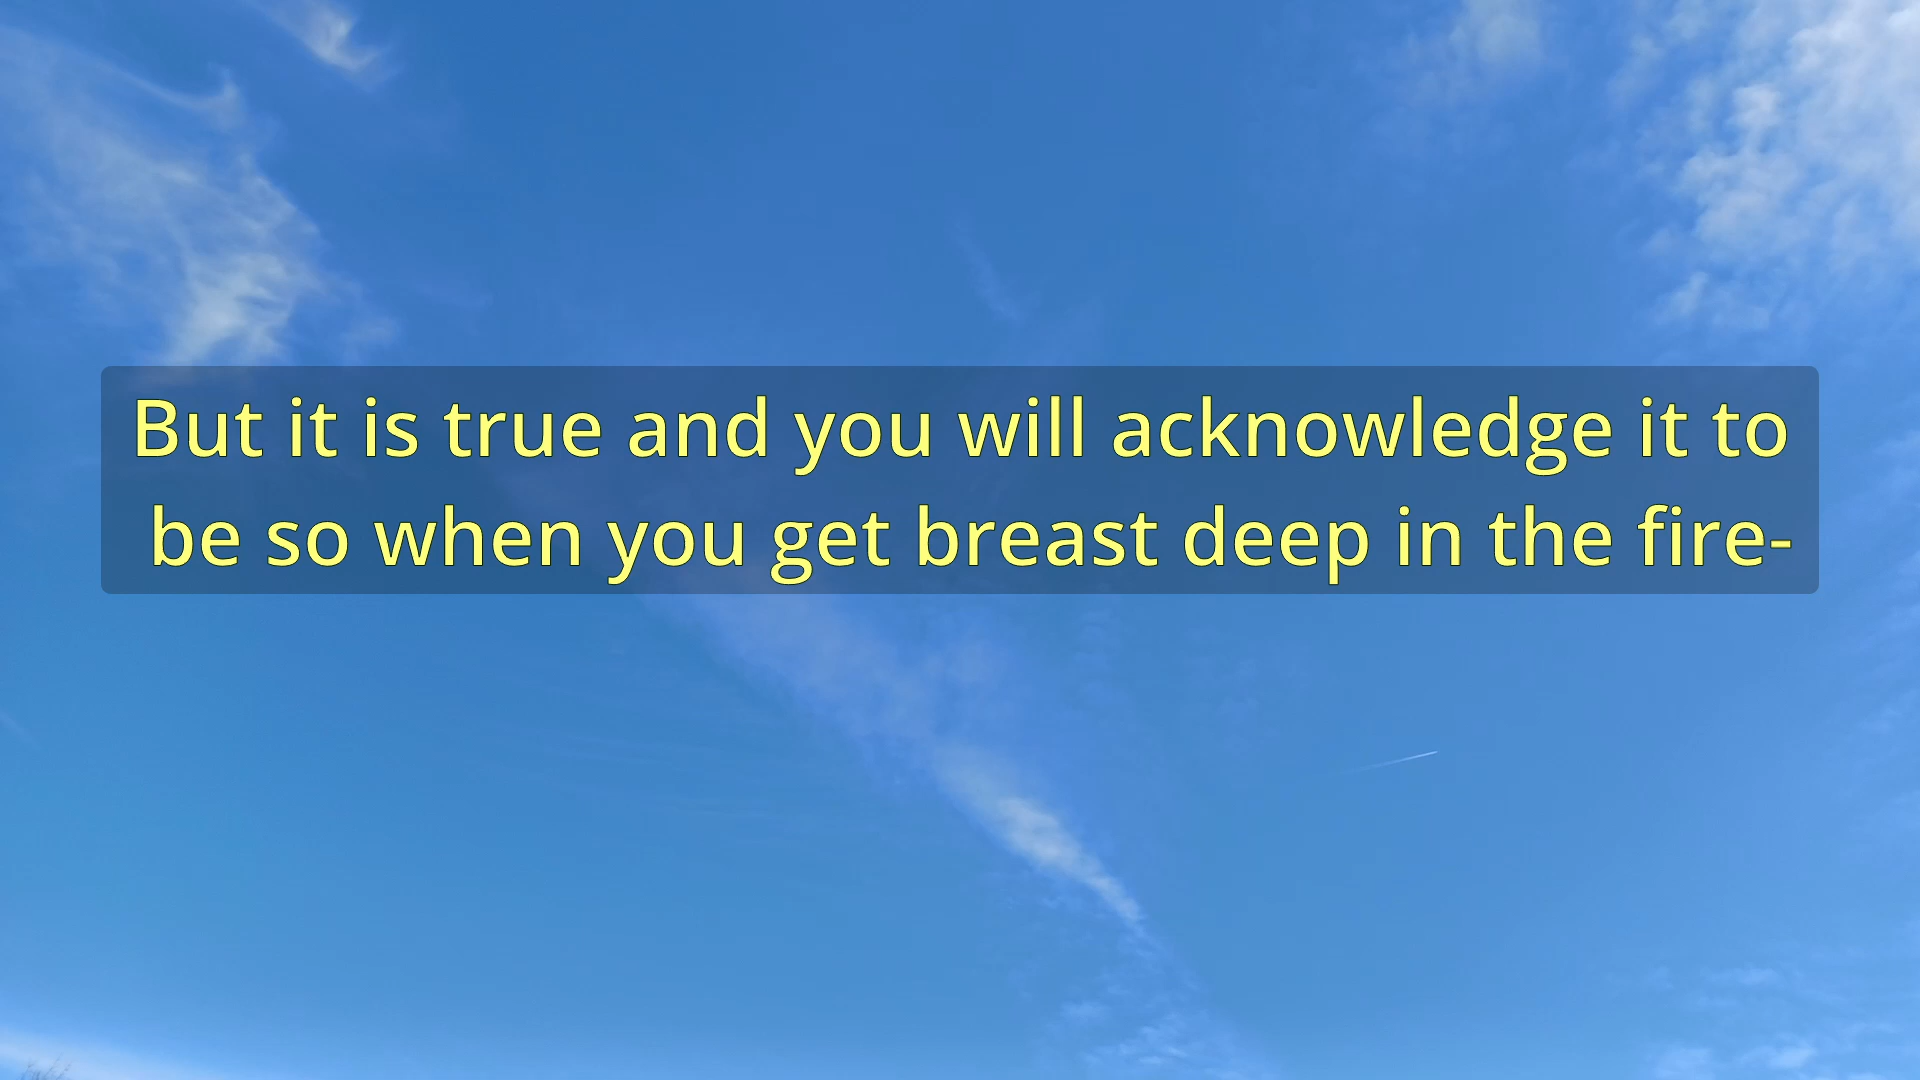 But it is true and you will acknowledge it to
be so when you get breast deep in the fire-